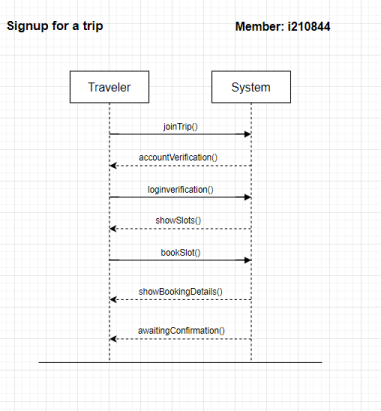 Signup for a trip
Member: i210844
Traveler
System
joinTrip()
accountVerification()
loginverification()
showSlots()
bookSlot()
showBookingDetails()
awaitingConfirmation()